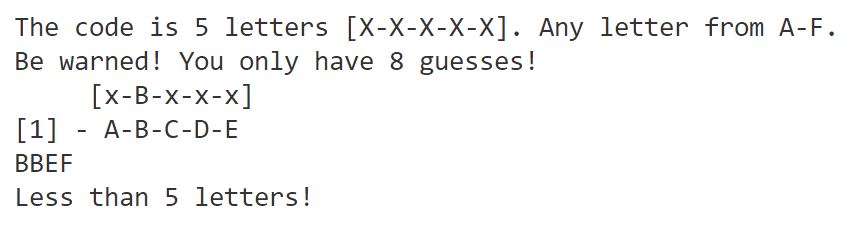 The code is 5 letters [X-X-X-X-X]. Any letter from A-F.
Be warned! You only have 8 guesses!
     [x-B-x-x-x]
[1] - A-B-C-D-E
BBEF
Less than 5 letters!